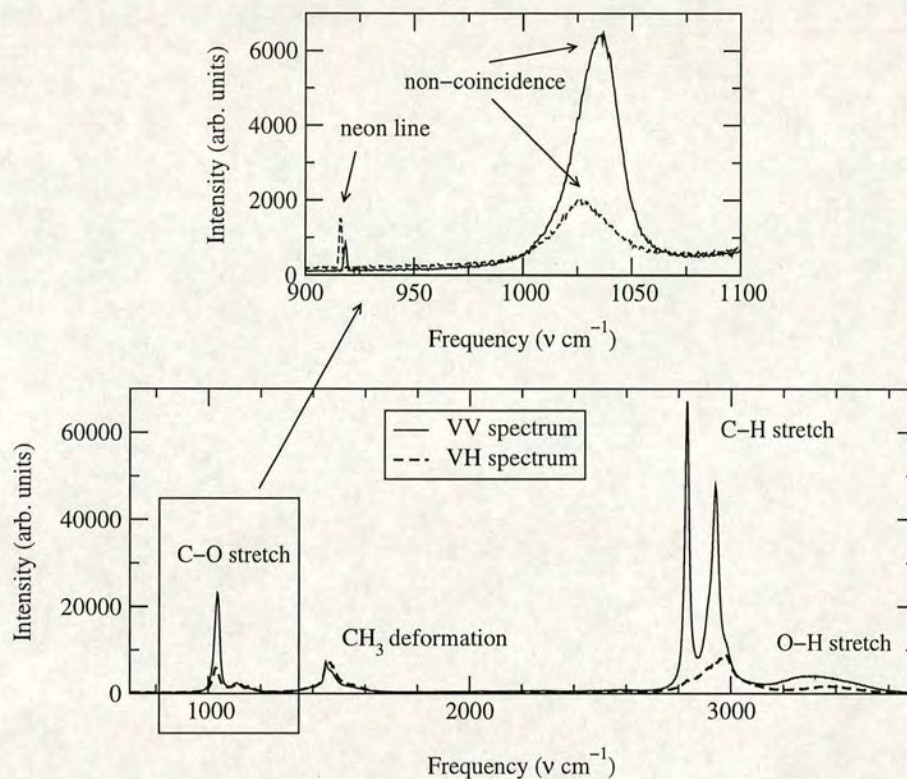 6000
non−coincidence
4000
neon line
2000
0
Intensity (arb. units)
900 950 1000 1050 1100
Frequency (ν cm−1)
60000
VV spectrum
VH spectrum
C−H stretch
40000
C−O stretch
20000
CH3 deformation
O−H stretch
0
Intensity (arb. units)
1000 2000 3000
Frequency (ν cm−1)